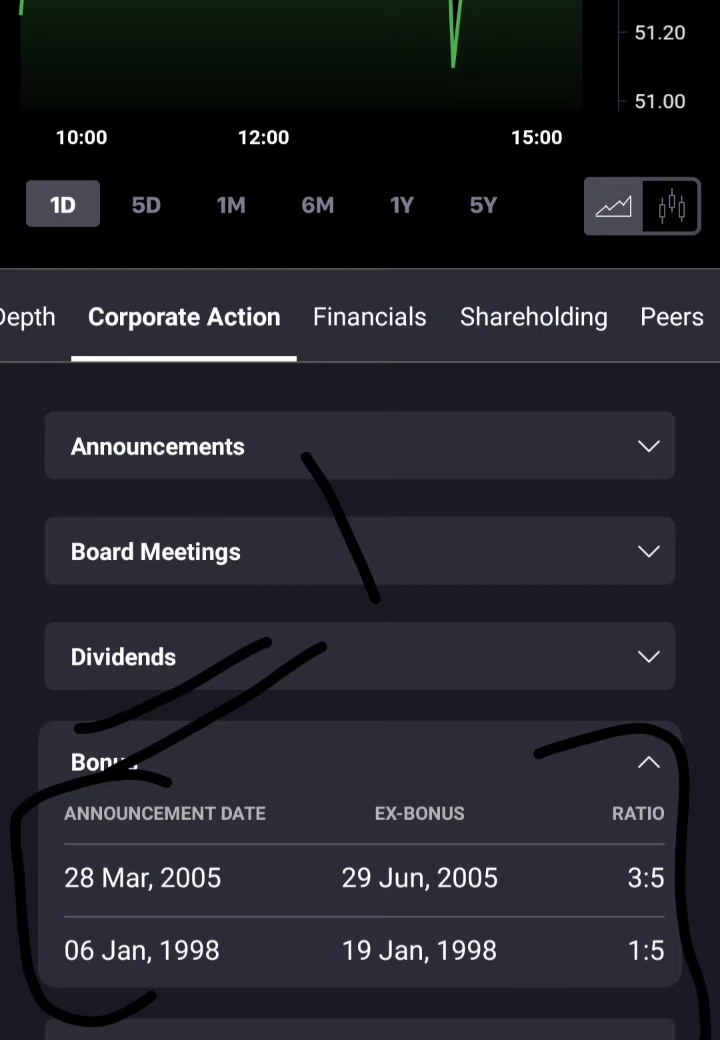 51.20
51.00
10:00 12:00 15:00
1D 5D 1M 6M 1Y 5Y
Depth Corporate Action Financials Shareholding Peers
Announcements
Board Meetings
Dividends
Bonus
ANNOUNCEMENT DATE EX-BONUS RATIO
28 Mar, 2005 29 Jun, 2005 3:5
06 Jan, 1998 19 Jan, 1998 1:5